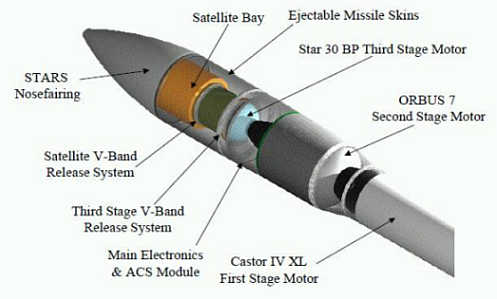 Satellite Bay
Ejectable Missile Skins
Star 30 BP Third Stage Motor
STARS
Nosefairing
ORBUS 7
Second Stage Motor
Satellite V-Band
Release System
Third Stage V-Band
Release System
Main Electronics
& ACS Module
Castor IV XL
First Stage Motor